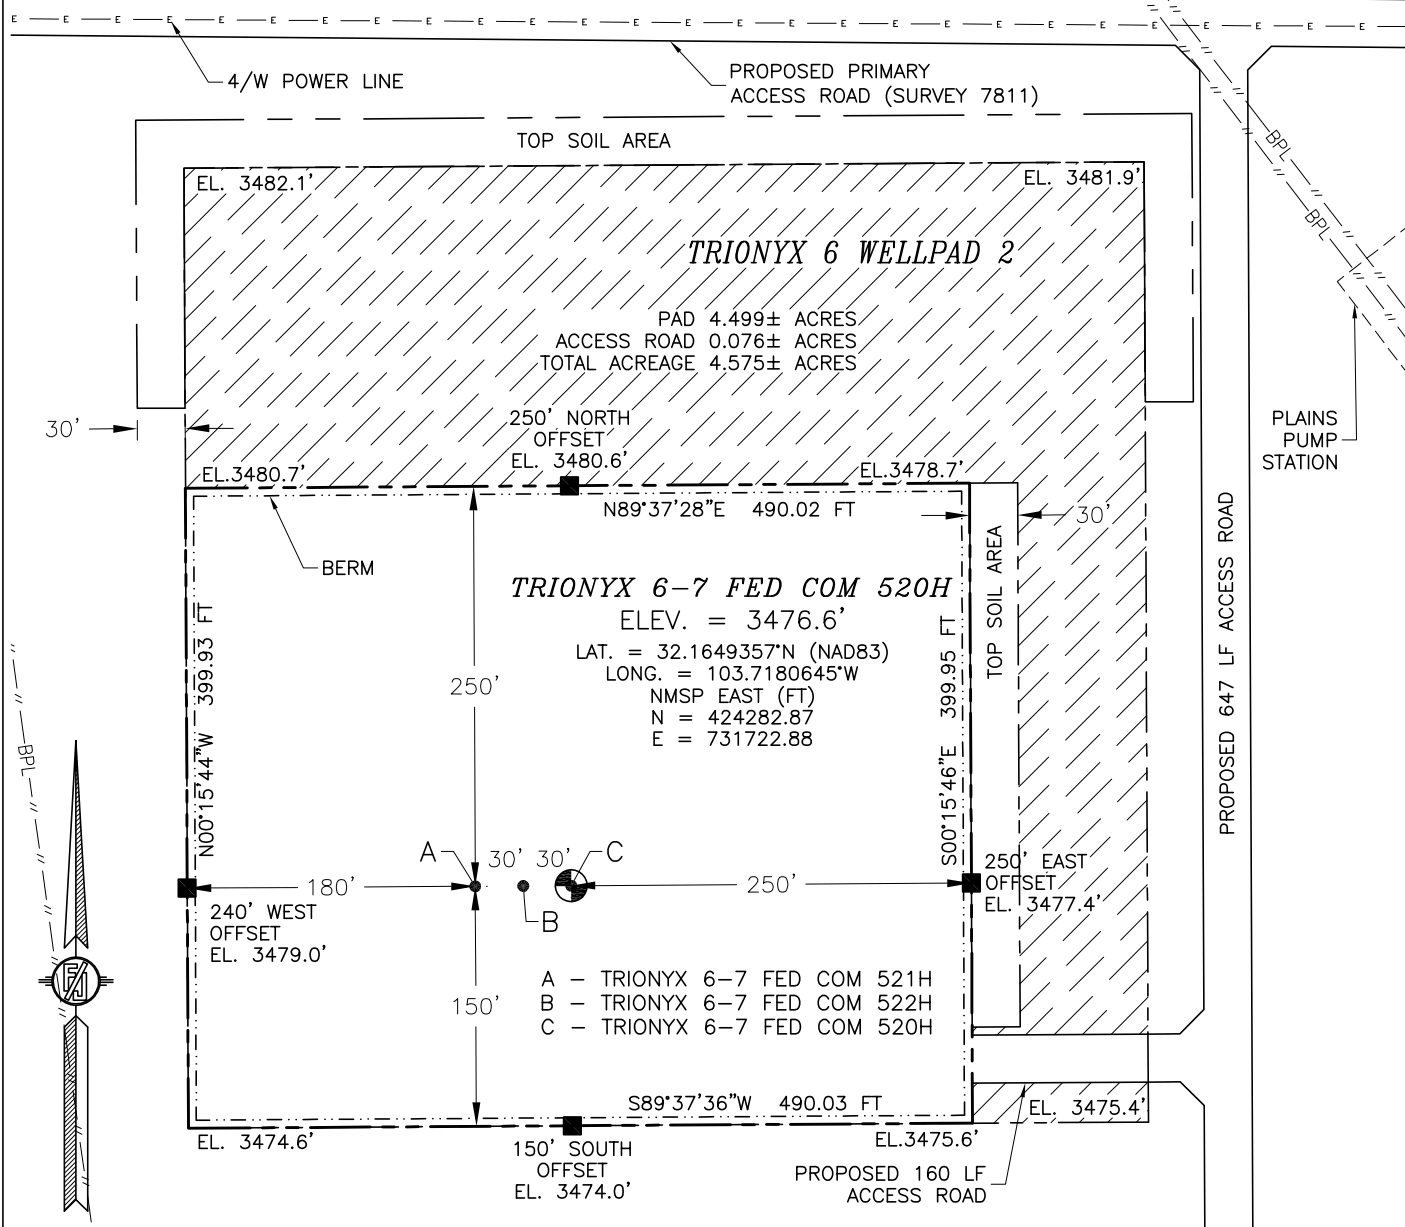 E E E E E E E E E E E E E E E E E E E E E E E E E E E
4/W POWER LINE
PROPOSED PRIMARY
ACCESS ROAD (SURVEY 7811)
TOP SOIL AREA
BPL
BPL
EL. 3482.1'
EL. 3481.9'
TRIONYX 6 WELLPAD 2
PAD 4.499± ACRES
ACCESS ROAD 0.076± ACRES
TOTAL ACREAGE 4.575± ACRES
30'
250' NORTH
OFFSET
EL. 3480.6'
PLAINS
PUMP
STATION
EL.3480.7'
EL.3478.7'
N89°37'28"E 490.02 FT
30'
BERM
TOP SOIL AREA
PROPOSED 647 LF ACCESS ROAD
TRIONYX 6-7 FED COM 520H
ELEV. = 3476.6'
LAT. = 32.1649357°N (NAD83)
LONG. = 103.7180645°W
NMSP EAST (FT)
N = 424282.87
E = 731722.88
N00°15'44"W 399.93 FT
S00°15'46"E 399.95 FT
250'
BPL
A
30' 30'
C
B
180'
250'
250' EAST
OFFSET
EL. 3477.4'
240' WEST
OFFSET
EL. 3479.0'
A - TRIONYX 6-7 FED COM 521H
B - TRIONYX 6-7 FED COM 522H
C - TRIONYX 6-7 FED COM 520H
150'
S89°37'36"W 490.03 FT
EL. 3475.4'
EL. 3474.6'
EL.3475.6'
150' SOUTH
OFFSET
EL. 3474.0'
PROPOSED 160 LF
ACCESS ROAD